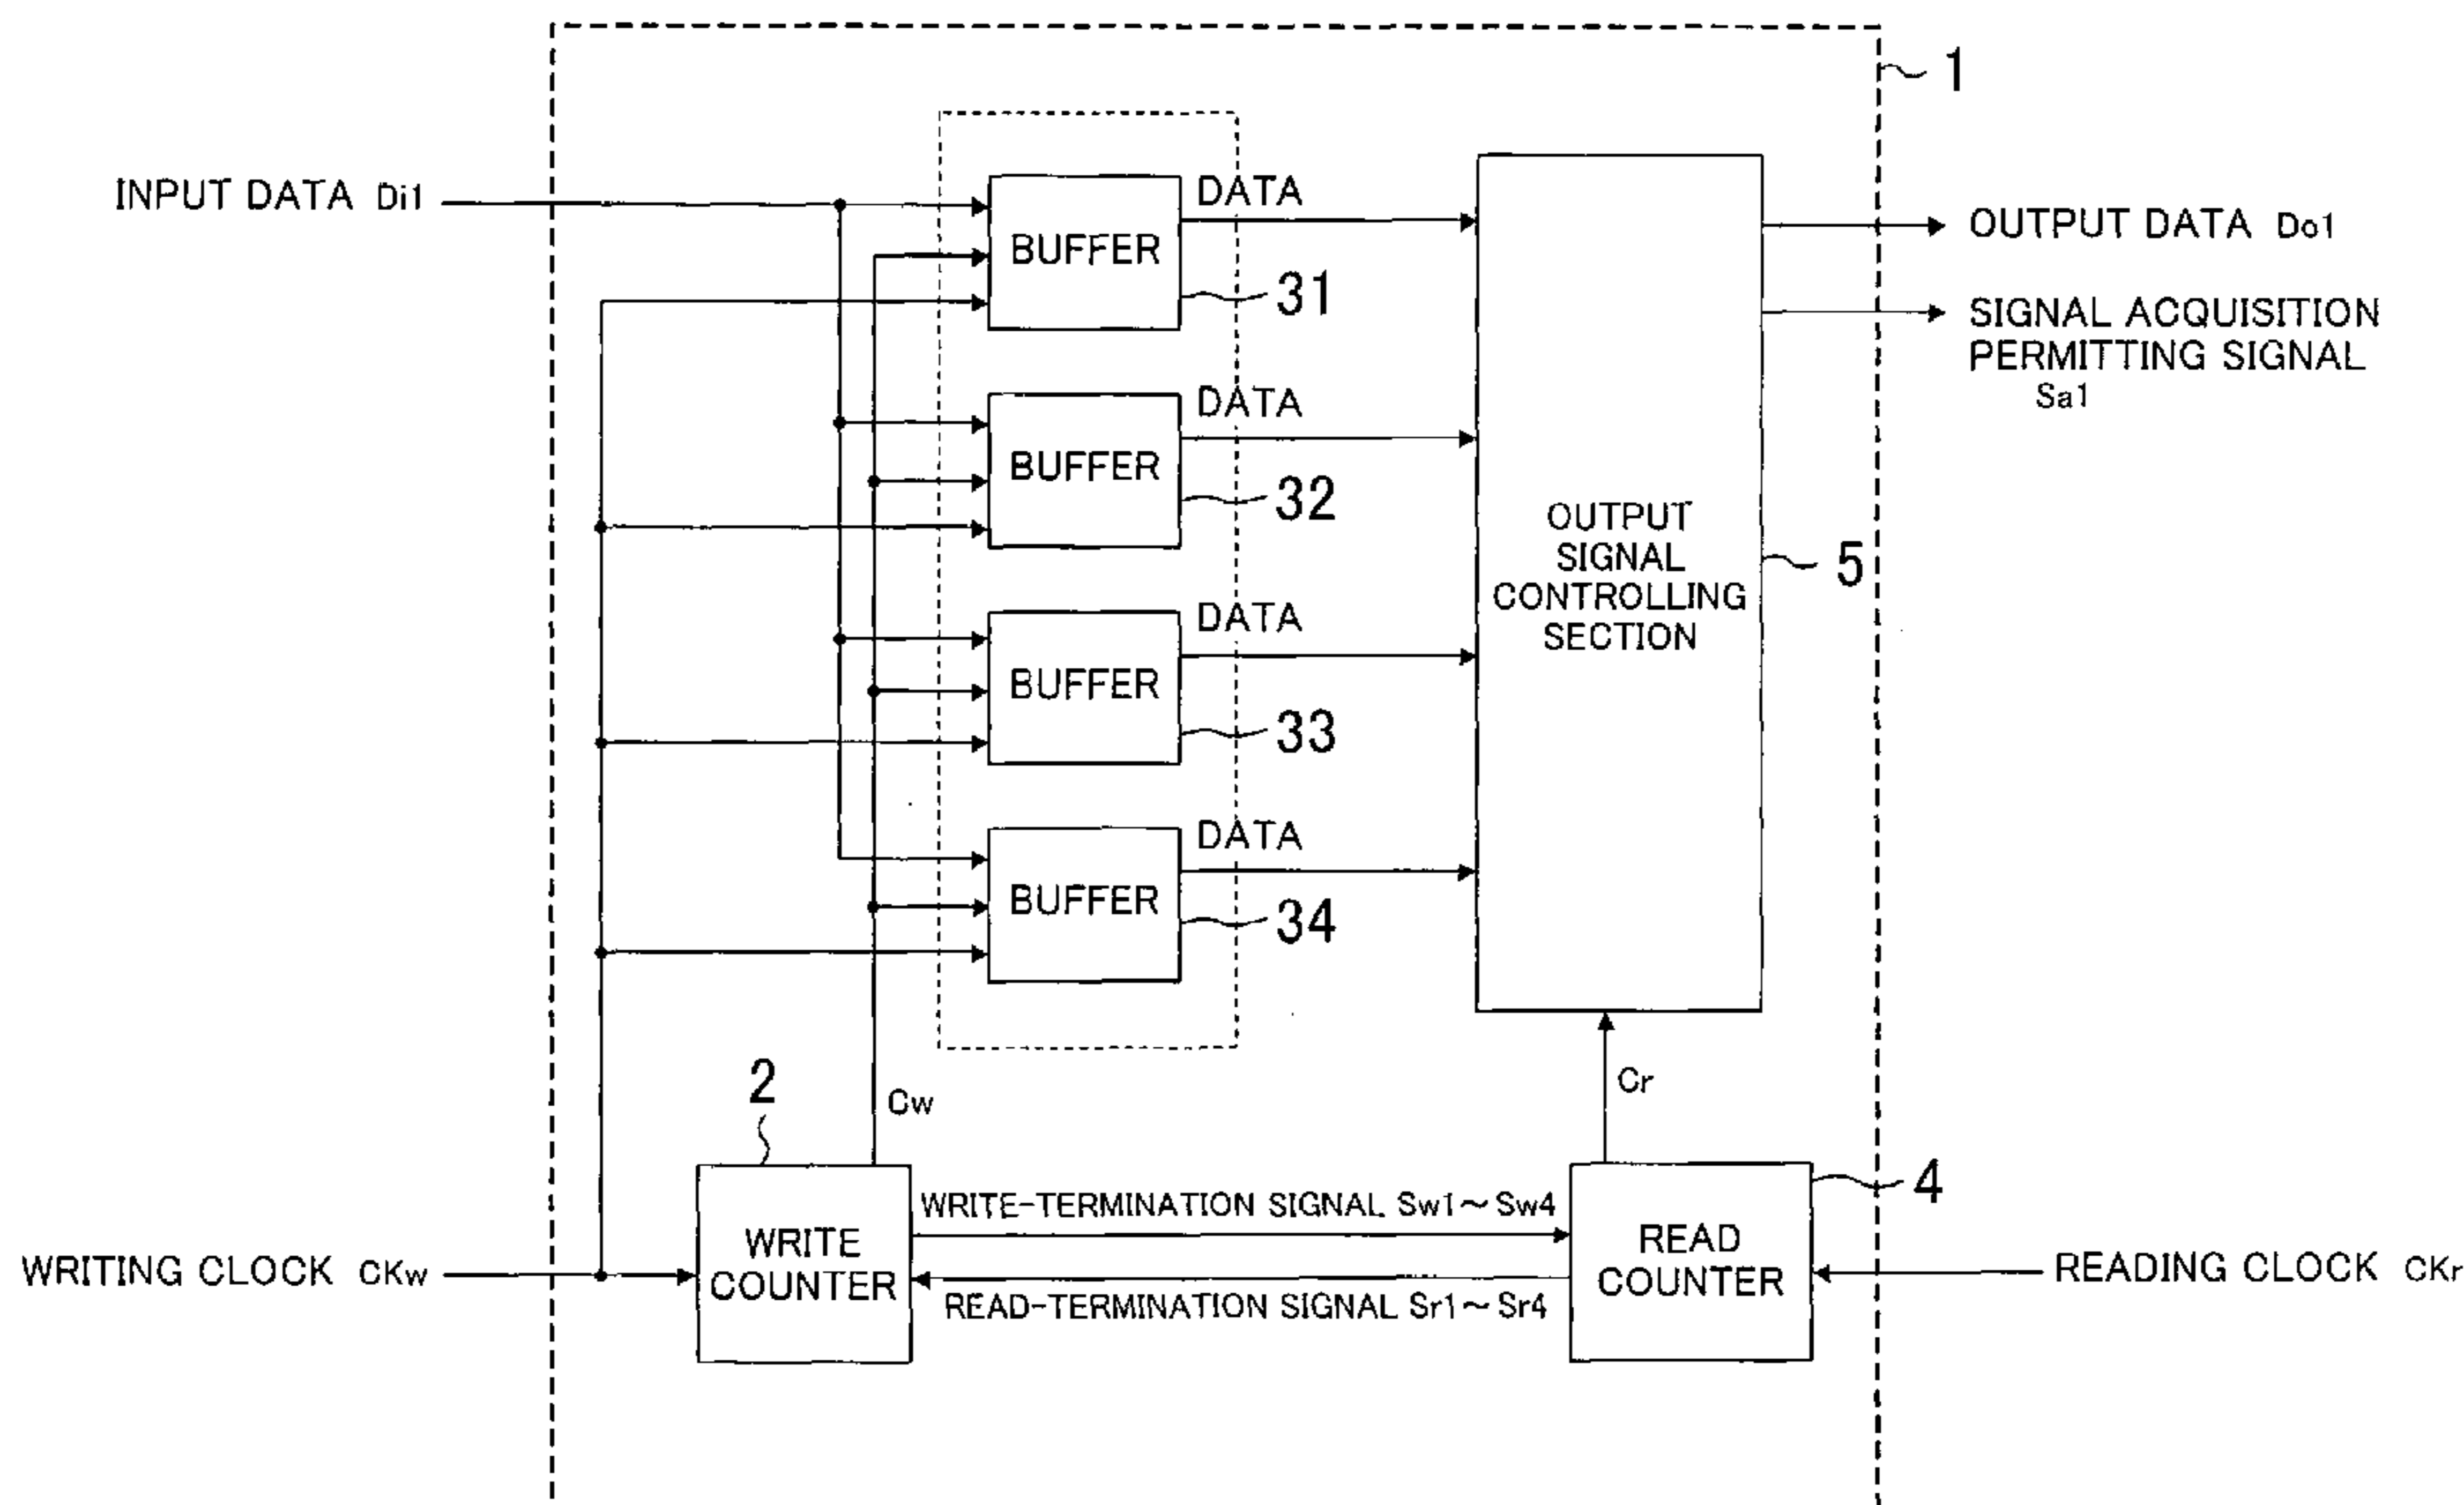 1
INPUT DATA Di1
DATA
BUFFER
31
OUTPUT DATA Do1
SIGNAL ACQUISITION
PERMITTING SIGNAL
Sa1
DATA
BUFFER
32
OUTPUT
SIGNAL
CONTROLLING
SECTION
5
DATA
BUFFER
33
DATA
BUFFER
34
2
Cw
Cr
4
WRITE-TERMINATION SIGNAL Sw1～Sw4
WRITE
COUNTER
READ
COUNTER
WRITING CLOCK CKw
READING CLOCK CKr
READ-TERMINATION SIGNAL Sr1～Sr4